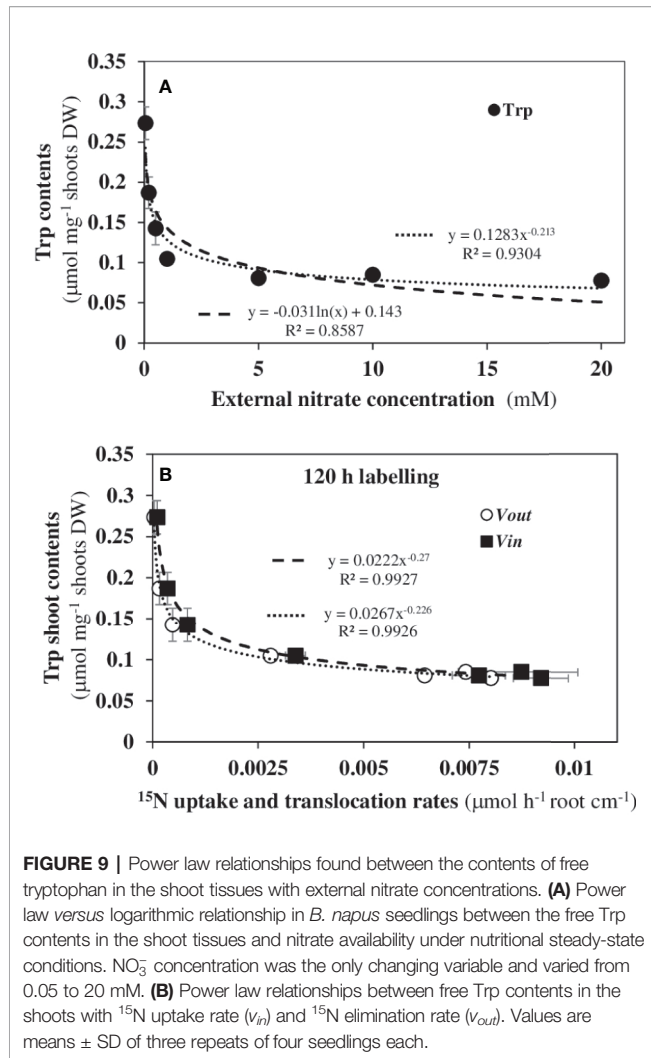 0.35
0.3
0.25
0.2
0.15
0.1
0.05
0
A
Trp
Trp contents
(μmol mg⁻¹ shoots DW)
y = 0.1283x⁻⁰·²¹³
R² = 0.9304
y = -0.031ln(x) + 0.143
R² = 0.8587
0 5 10 15 20
External nitrate concentration (mM)
0.35
0.3
0.25
0.2
0.15
0.1
0.05
0
B
120 h labelling
Vout
Vin
Trp shoot contents
(μmol mg⁻¹ shoots DW)
y = 0.0222x⁻⁰·²⁷
R² = 0.9927
y = 0.0267x⁻⁰·²²⁶
R² = 0.9926
0 0.0025 0.005 0.0075 0.01
¹⁵N uptake and translocation rates (μmol h⁻¹ root cm⁻¹)
FIGURE 9 | Power law relationships found between the contents of free
tryptophan in the shoot tissues with external nitrate concentrations. (A) Power
law versus logarithmic relationship in B. napus seedlings between the free Trp
contents in the shoot tissues and nitrate availability under nutritional steady-state
conditions. NO₃⁻ concentration was the only changing variable and varied from
0.05 to 20 mM. (B) Power law relationships between free Trp contents in the
shoots with ¹⁵N uptake rate (vin) and ¹⁵N elimination rate (vout). Values are
means ± SD of three repeats of four seedlings each.